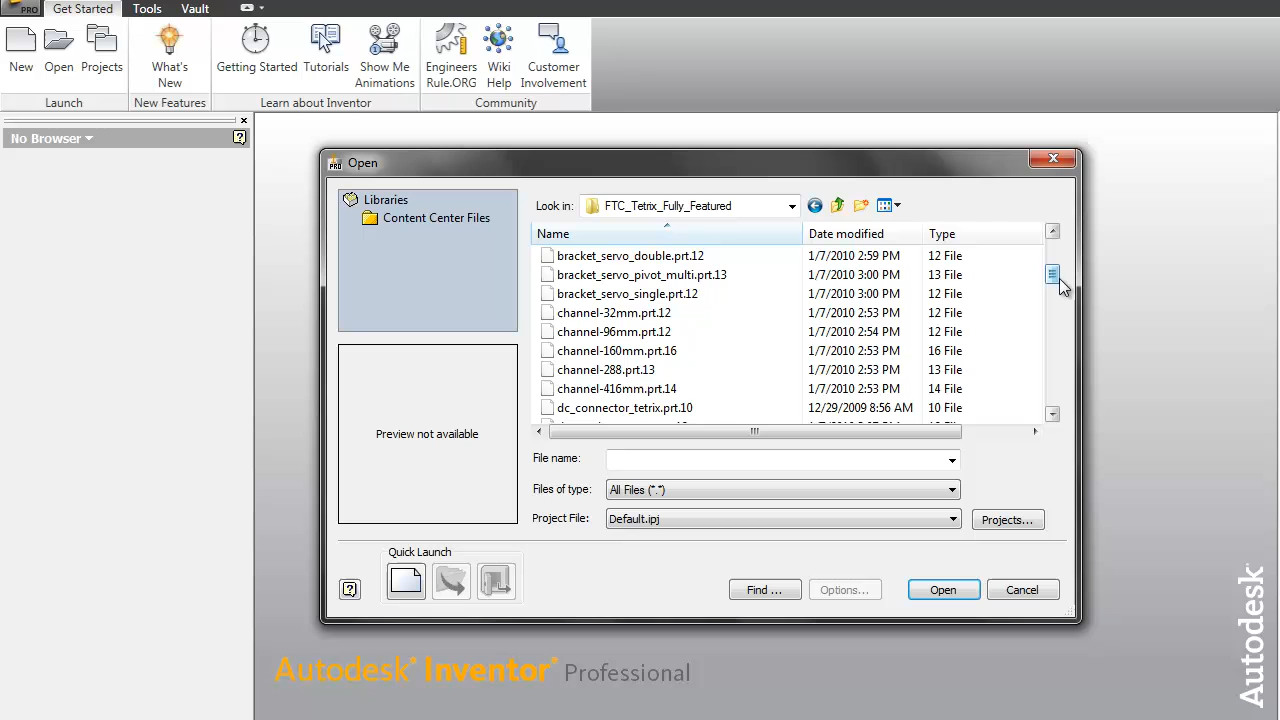 PRO Get Started Tools Vault
New Open Projects What's New Getting Started Tutorials Show Me Animations Engineers Rule.ORG Wiki Help Customer Involvement
Launch New Features Learn about Inventor Community
No Browser
PRO Open
Libraries
Content Center Files
Preview not available
Look in: FTC_Tetrix_Fully_Featured
Name Date modified Type
bracket_servo_double.prt.12 1/7/2010 2:59 PM 12 File
bracket_servo_pivot_multi.prt.13 1/7/2010 3:00 PM 13 File
bracket_servo_single.prt.12 1/7/2010 3:00 PM 12 File
channel-32mm.prt.12 1/7/2010 2:53 PM 12 File
channel-96mm.prt.12 1/7/2010 2:54 PM 12 File
channel-160mm.prt.16 1/7/2010 2:53 PM 16 File
channel-288.prt.13 1/7/2010 2:53 PM 13 File
channel-416mm.prt.14 1/7/2010 2:53 PM 14 File
dc_connector_tetrix.prt.10 12/29/2009 8:56 AM 10 File
File name:
Files of type: All Files (*.*)
Project File: Default.ipj Projects...
Quick Launch
Find ... Options... Open Cancel
Autodesk® Inventor® Professional
Autodesk®